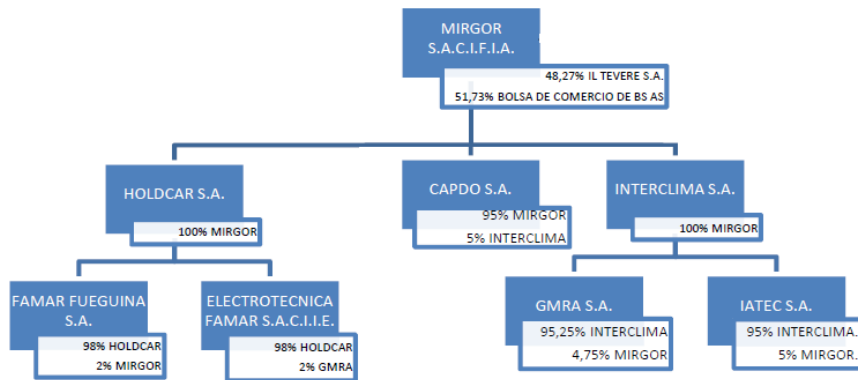 MIRGOR
S.A.C.I.F.I.A.
48,27% IL TEVERE S.A.
51,73% BOLSA DE COMERCIO DE BS AS
HOLDCAR S.A.
100% MIRGOR
CAPDO S.A.
95% MIRGOR
5% INTERCLIMA
INTERCLIMA S.A.
100% MIRGOR
FAMAR FUEGUINA
S.A.
98% HOLDCAR
2% MIRGOR
ELECTROTECNICA
FAMAR S.A.C.I.I.E.
98% HOLDCAR
2% GMRA
GMRA S.A.
95,25% INTERCLIMA
4,75% MIRGOR
IATEC S.A.
95% INTERCLIMA.
5% MIRGOR.